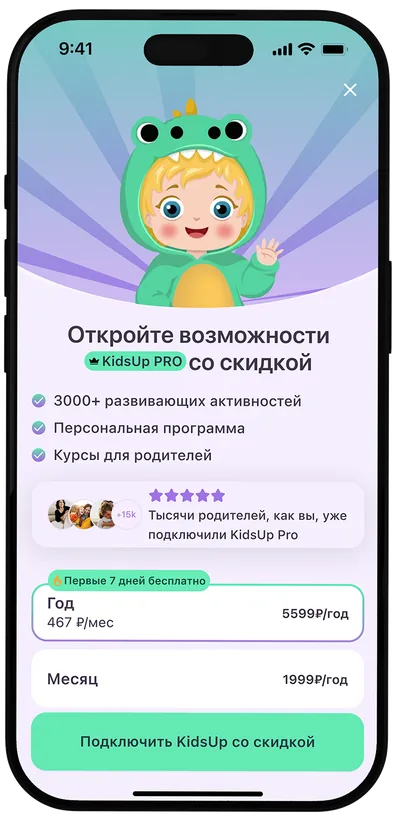 9:41
Откройте возможности
KidsUp PRO со скидкой
3000+ развивающих активностей
Персональная программа
Курсы для родителей
+15k
Тысячи родителей, как вы, уже
подключили KidsUp Pro
Первые 7 дней бесплатно
Год
467 ₽/мес
5599₽/год
Месяц
1999₽/год
Подключить KidsUp со скидкой